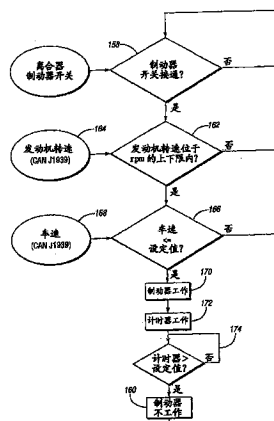 158
离合器
制动器开关
制动器
开关接通？
否
是
164
发动机转速
(CAN J1939)
162
发动机转速位于
rpm 的上下限内？
否
是
168
车速
(CAN J1939)
166
车速
<=
设定值？
否
是
170
制动器工作
172
计时器工作
174
计时器>
设定值？
否
是
160
制动器
不工作